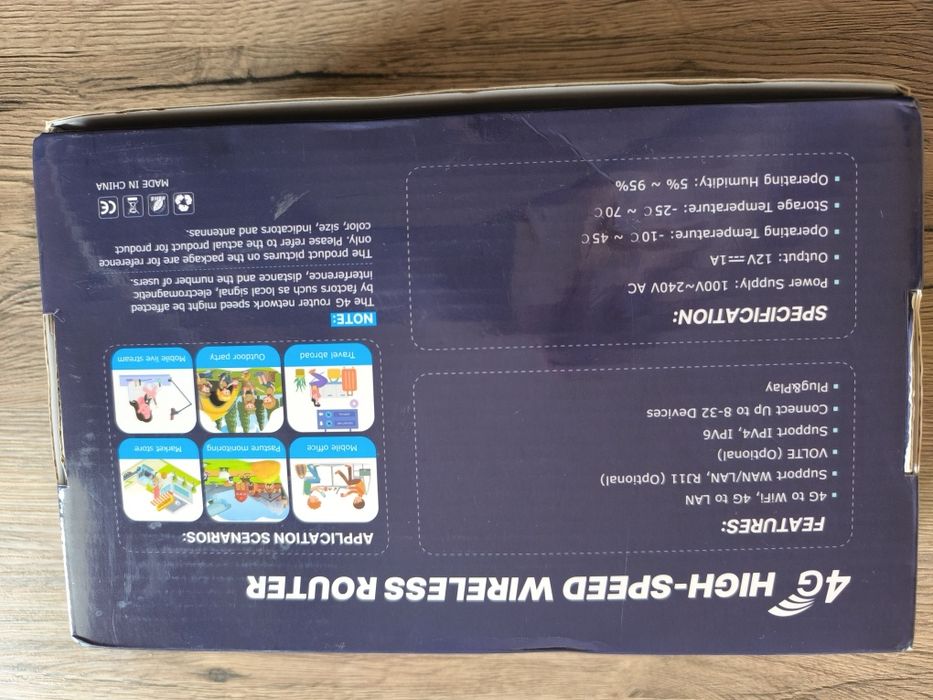 4G HIGH-SPEED WIRELESS ROUTER
FEATURES:
▪ 4G to WiFi, 4G to LAN
▪ Support WAN/LAN, RJ11 (Optional)
▪ VOLTE (Optional)
▪ Support IPV4, IPV6
▪ Connect Up to 8-32 Devices
▪ Plug&Play
SPECIFICATION:
▪ Power Supply: 100V~240V AC
▪ Output: 12V⎓1A
▪ Operating Temperature: -10C ~ 45C
▪ Storage Temperature: -25C ~ 70C
▪ Operating Humidity: 5% ~ 95%
APPLICATION SCENARIOS:
Mobile office
Pasture monitoring
Market store
Travel abroad
Outdoor party
Mobile live stream
NOTE:
The 4G router network speed might be affected
by factors such as local signal, electromagnetic
interference, distance and the number of users.
The product pictures on the package are for reference
only, Please refer to the actual product for product
color, size, indicators and antennas.
CE
MADE IN CHINA